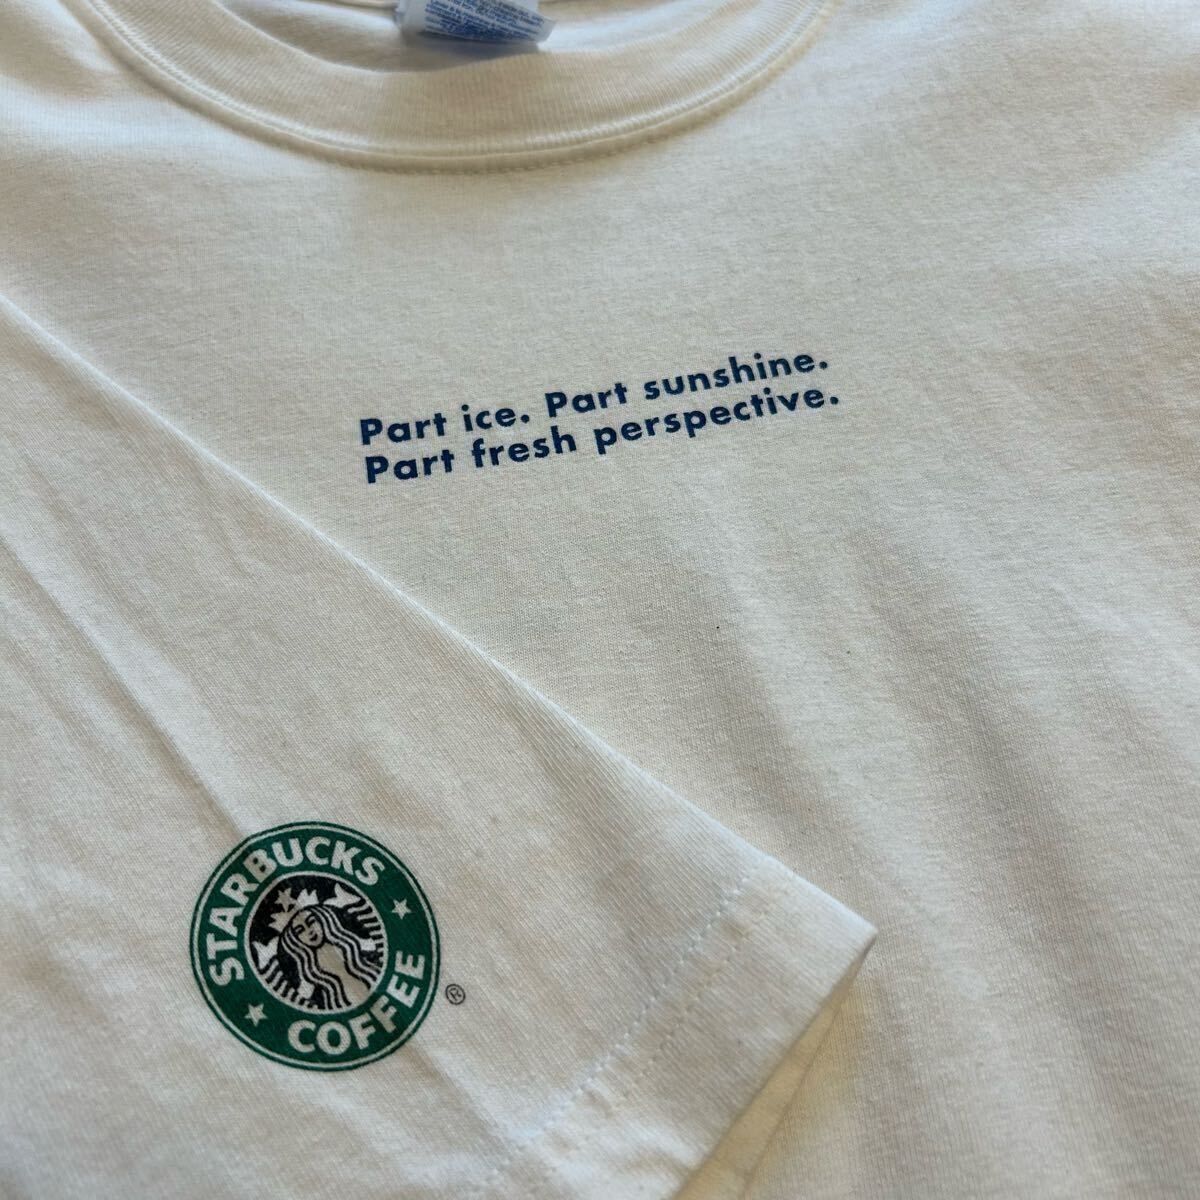 Part ice. Part sunshine.
Part fresh perspective.
STARBUCKS
COFFEE
®